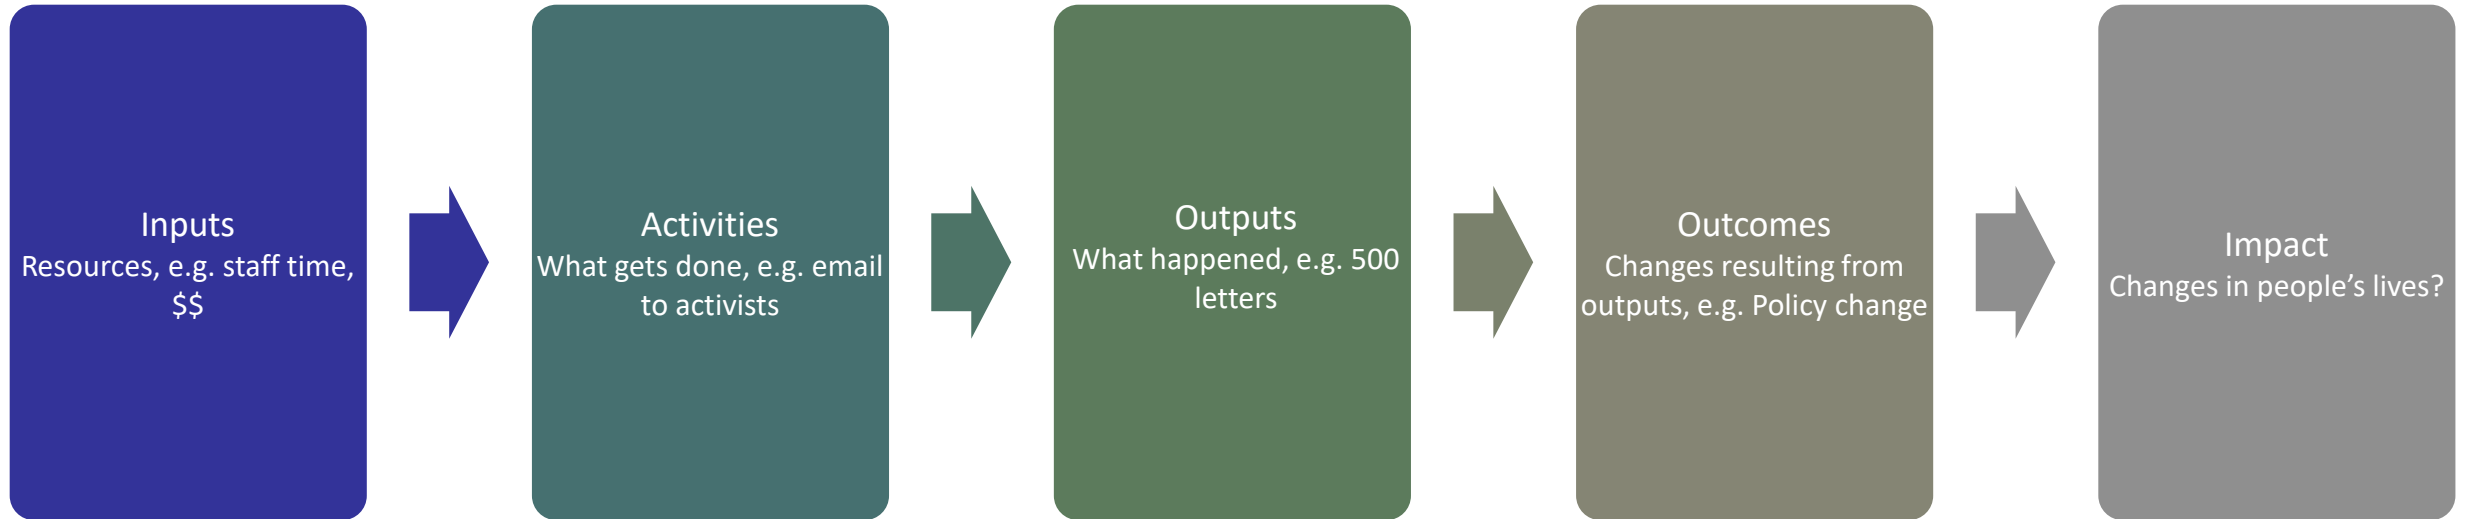 Inputs
Resources, e.g. staff time,
$$
Activities
What gets done, e.g. email
to activists
Outputs
What happened, e.g. 500
letters
Outcomes
Changes resulting from
outputs, e.g. Policy change
Impact
Changes in people’s lives?